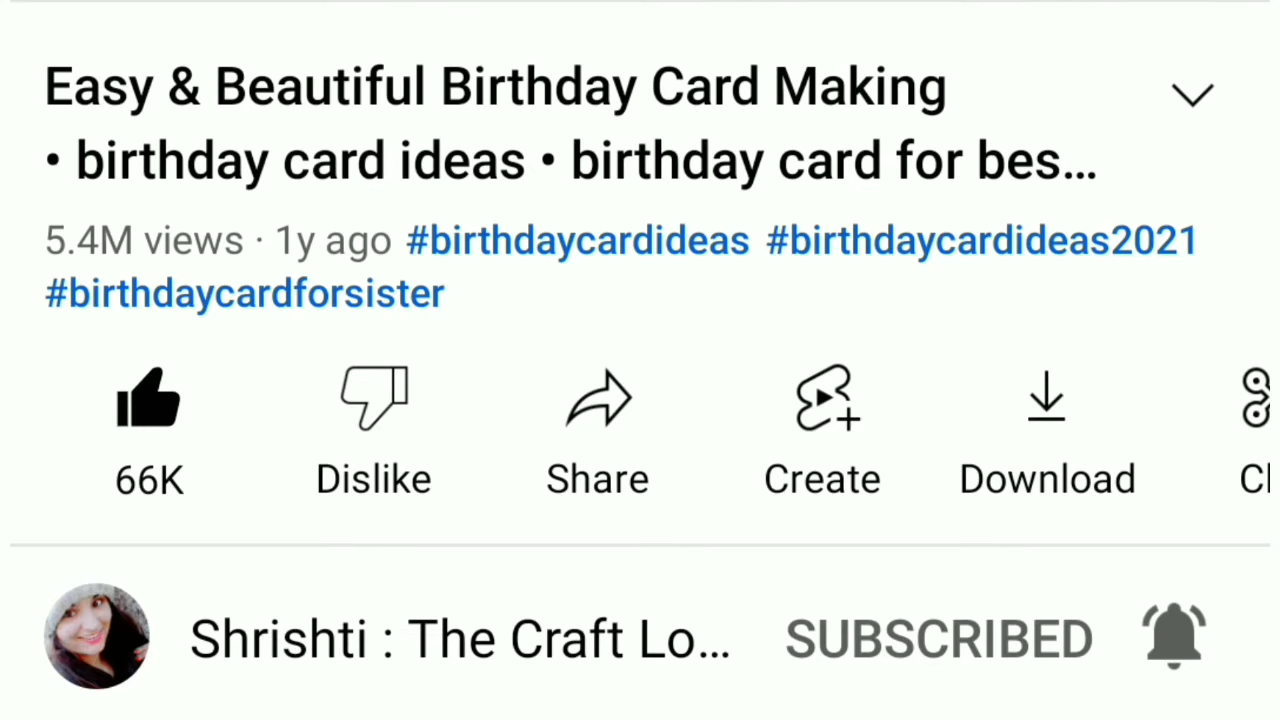 Easy & Beautiful Birthday Card Making
• birthday card ideas • birthday card for bes...
5.4M views · 1y ago #birthdaycardideas #birthdaycardideas2021
#birthdaycardforsister
66K Dislike Share Create Download Cl
Shrishti : The Craft Lo... SUBSCRIBED